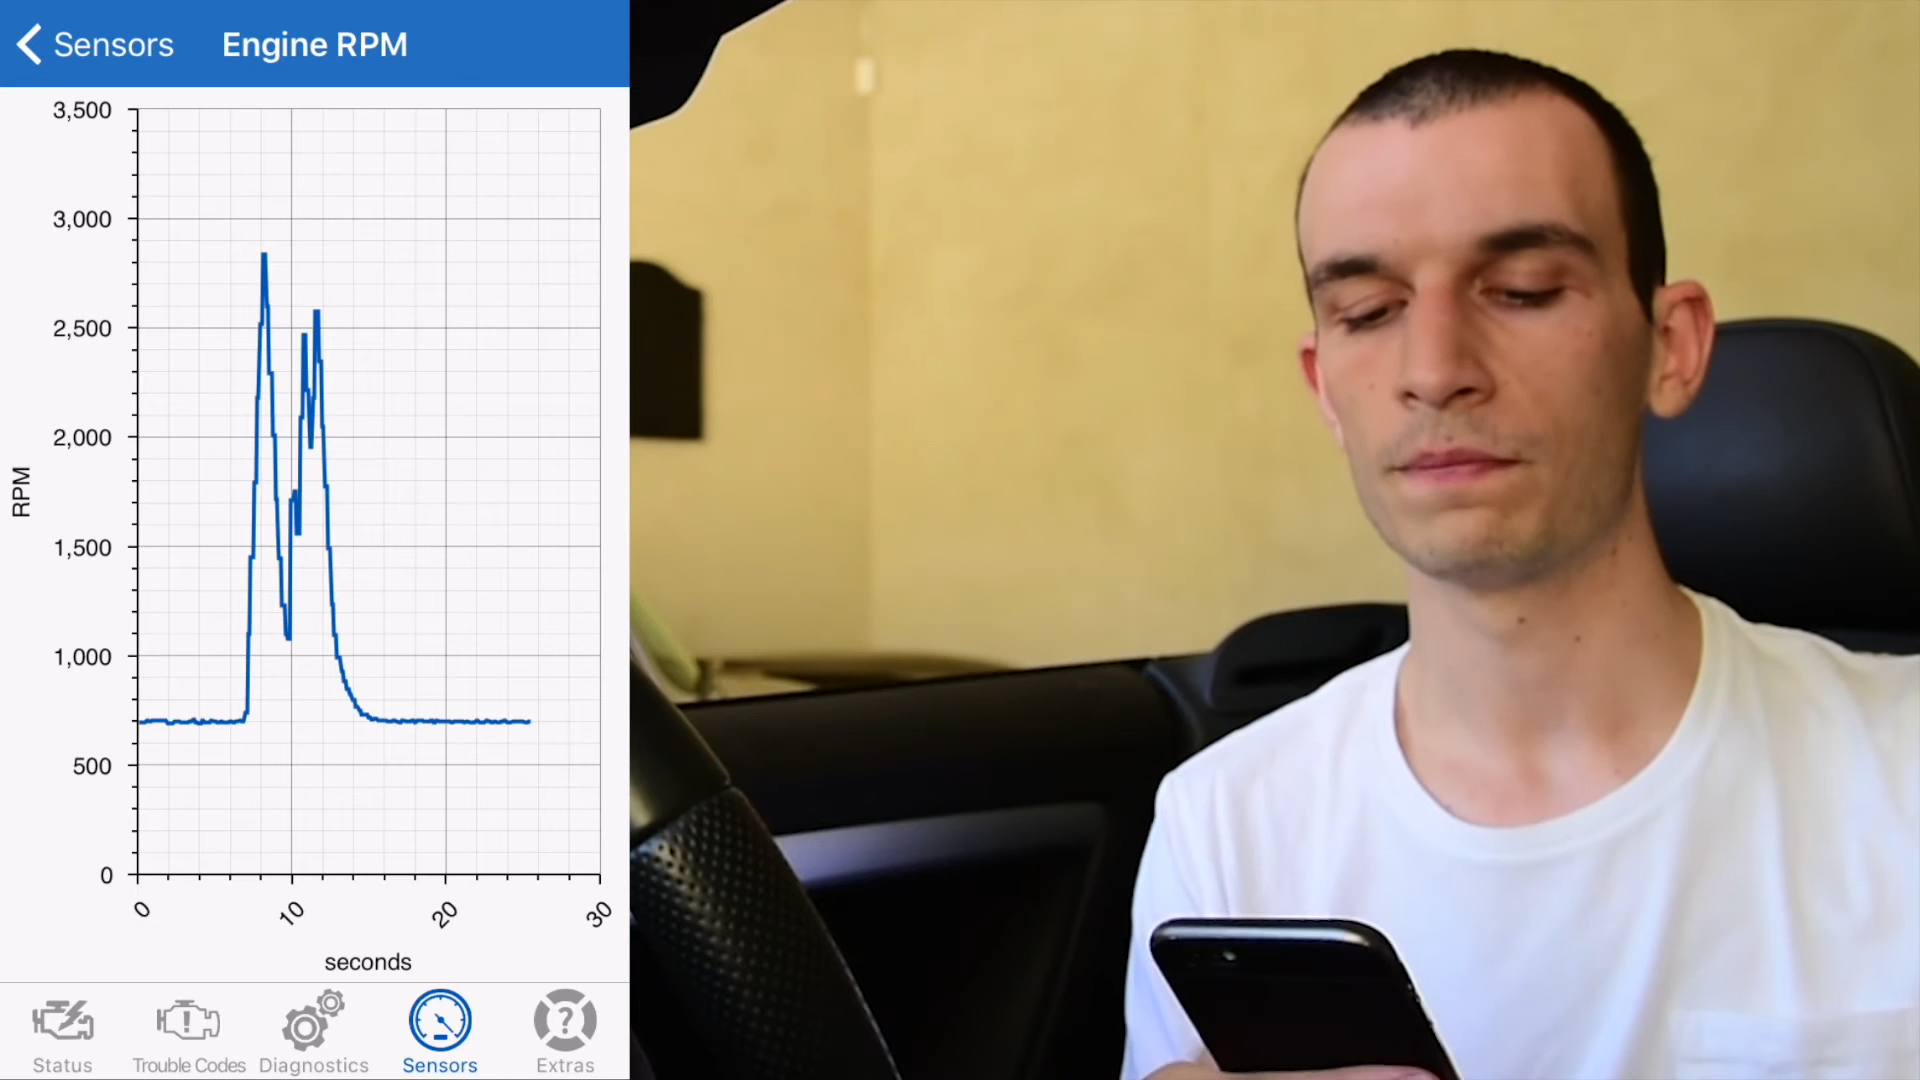 Sensors Engine RPM
3,500
3,000
2,500
2,000
1,500
1,000
500
0
RPM
0 10 20 30
seconds
Status Trouble Codes Diagnostics Sensors Extras